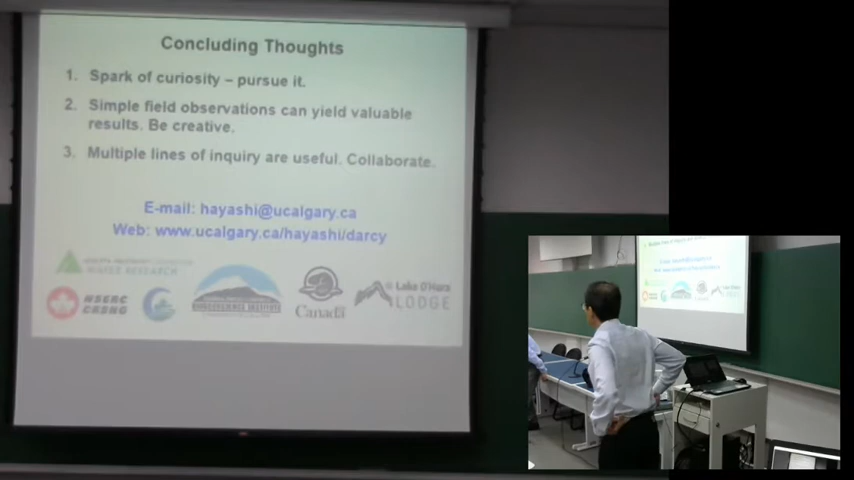 Concluding Thoughts
1. Spark of curiosity – pursue it.
2. Simple field observations can yield valuable
results. Be creative.
3. Multiple lines of inquiry are useful. Collaborate.
E-mail: hayashi@ucalgary.ca
Web: www.ucalgary.ca/hayashi/darcy
WATER RESEARCH
NSERC
CRSNG
Canada
Lake O'Hara
LODGE